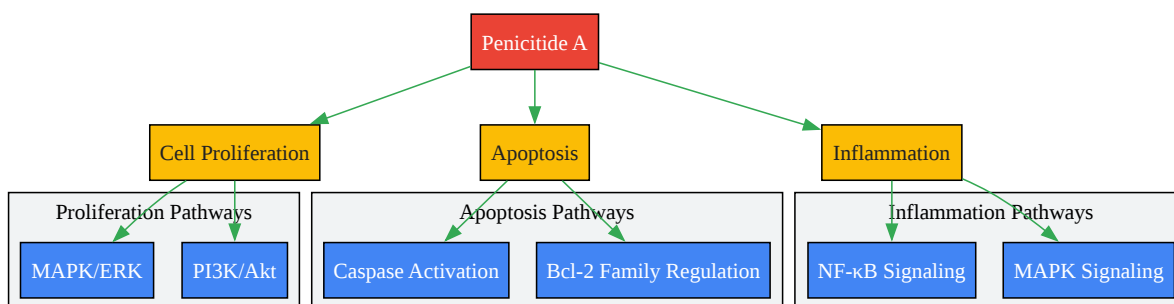 Penicitide A
Cell Proliferation
Apoptosis
Inflammation
Proliferation Pathways
Apoptosis Pathways
Inflammation Pathways
MAPK/ERK
PI3K/Akt
Caspase Activation
Bcl-2 Family Regulation
NF-κB Signaling
MAPK Signaling